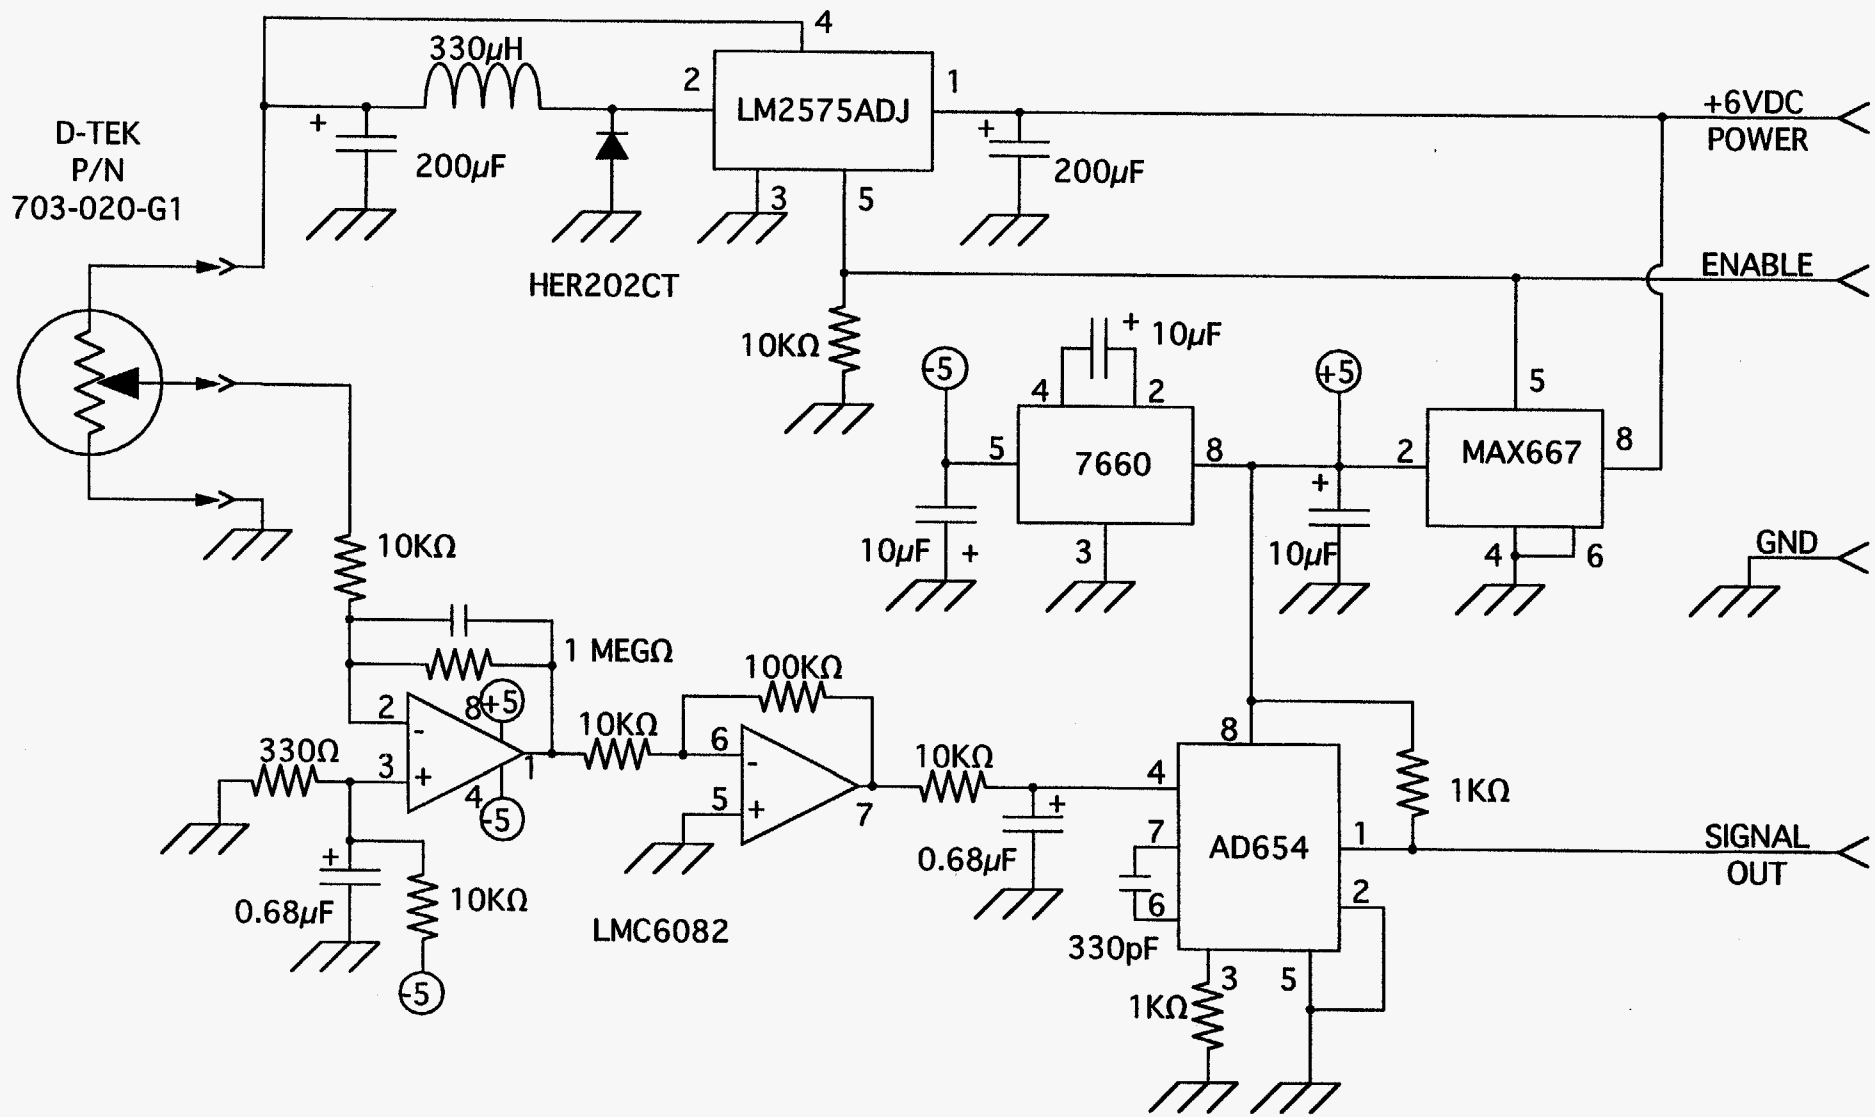 4
330µH
2
LM2575ADJ
1
+6VDC
POWER
+
200µF
+
200µF
D-TEK
P/N
703-020-G1
3
5
HER202CT
ENABLE
10KΩ
-5
+
10µF
+5
4
2
5
5
7660
8
2
MAX667
8
+
10µF
+
3
10µF
4
6
GND
10KΩ
1 MEGΩ
100KΩ
2
8
+5
-
330Ω
3
+
1
4
-5
10KΩ
6
-
5
+
7
10KΩ
+
0.68µF
8
4
7
AD654
1
6
2
330pF
3
5
1KΩ
1KΩ
SIGNAL
OUT
+
0.68µF
10KΩ
-5
LMC6082